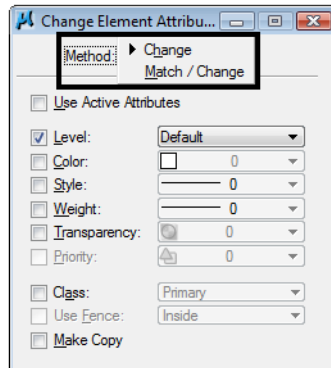 Change Element Attribu...
Method: Change
Match / Change
Use Active Attributes
Level: Default
Color: 0
Style: 0
Weight: 0
Transparency: 0
Priority: 0
Class: Primary
Use Fence: Inside
Make Copy